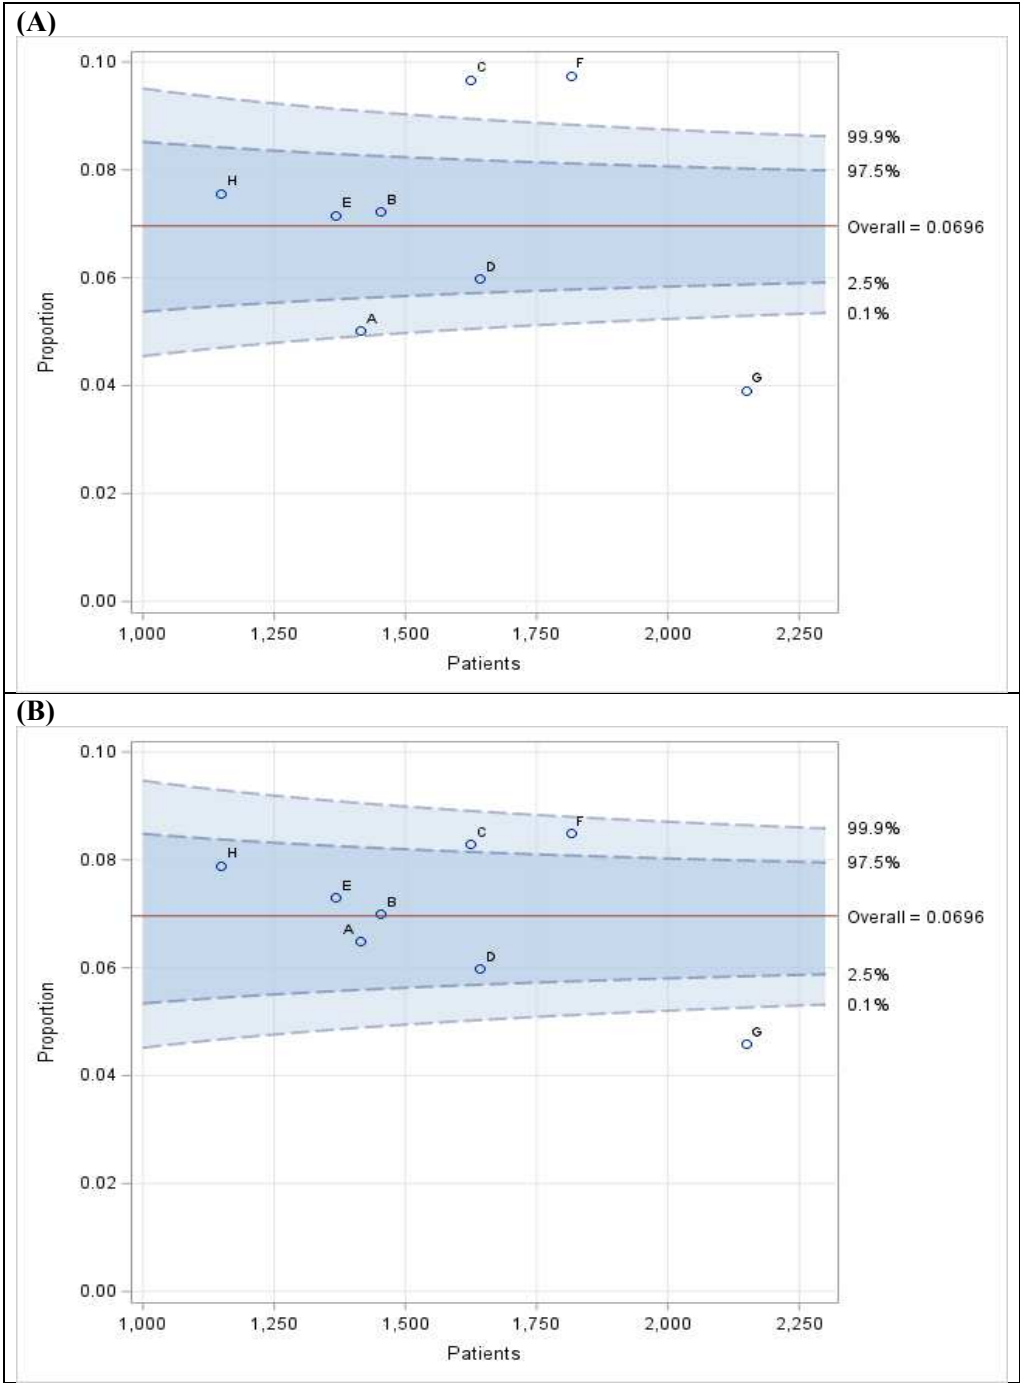 (A)
0.10
C
F
99.9%
0.08
97.5%
H
E
B
Overall = 0.0696
0.06
D
2.5%
A
0.1%
Proportion
0.04
G
0.02
0.00
1,000 1,250 1,500 1,750 2,000 2,250
Patients
(B)
0.10
C
F
99.9%
0.08
97.5%
H
E
B
Overall = 0.0696
A
0.06
D
2.5%
0.1%
Proportion
G
0.04
0.02
0.00
1,000 1,250 1,500 1,750 2,000 2,250
Patients